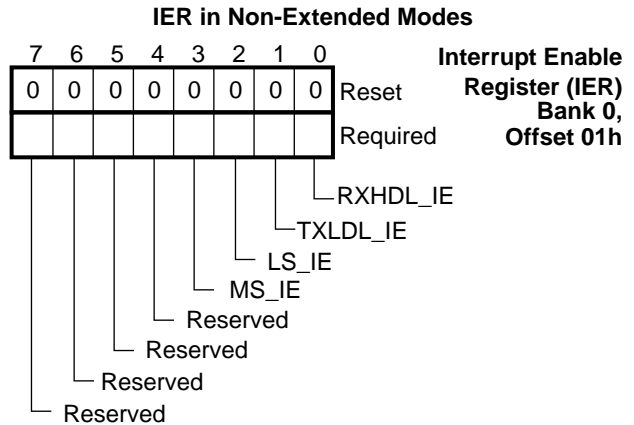 IER in Non-Extended Modes
7 6 5 4 3 2 1 0
Interrupt Enable
Register (IER)
Bank 0,
Offset 01h
0 0 0 0 0 0 0 0 Reset
Required
RXHDL_IE
TXLDL_IE
LS_IE
MS_IE
Reserved
Reserved
Reserved
Reserved